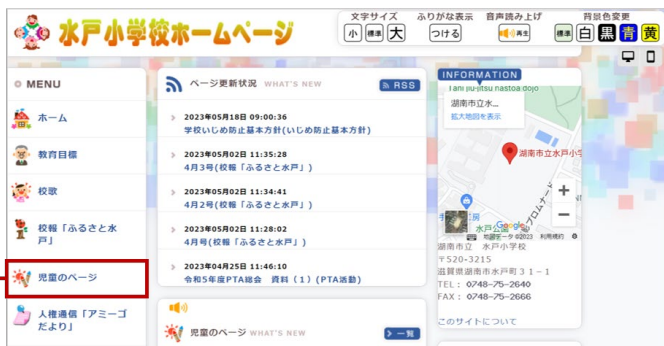 水戸小学校ホームページ
文字サイズ ふりがな表示 音声読み上げ 背景色変更
小 標準 大 つける 再生 標準 白 黒 青 黄
MENU
ホーム
教育目標
校歌
校報「ふるさと水
戸」
児童のページ
人権通信「アミーゴ
だより」
ページ更新状況 WHAT'S NEW RSS
2023年05月18日 09:00:36
学校いじめ防止基本方針(いじめ防止基本方針)
2023年05月02日 11:35:28
4月3号(校報「ふるさと水戸」)
2023年05月02日 11:34:41
4月2号(校報「ふるさと水戸」)
2023年05月02日 11:28:02
4月号(校報「ふるさと水戸」)
2023年04月25日 11:46:10
令和5年度PTA総会 資料（1）(PTA活動)
児童のページ WHAT'S NEW 一覧
INFORMATION
湖南市立水...
拡大地図を表示
湖南市立水戸小学
水戸公園
Google
地図データ ©2023 利用規約
湖南市立 水戸小学校
〒520-3215
滋賀県湖南市水戸町３１－１
TEL： 0748-75-2640
FAX： 0748-75-2666
このサイトについて